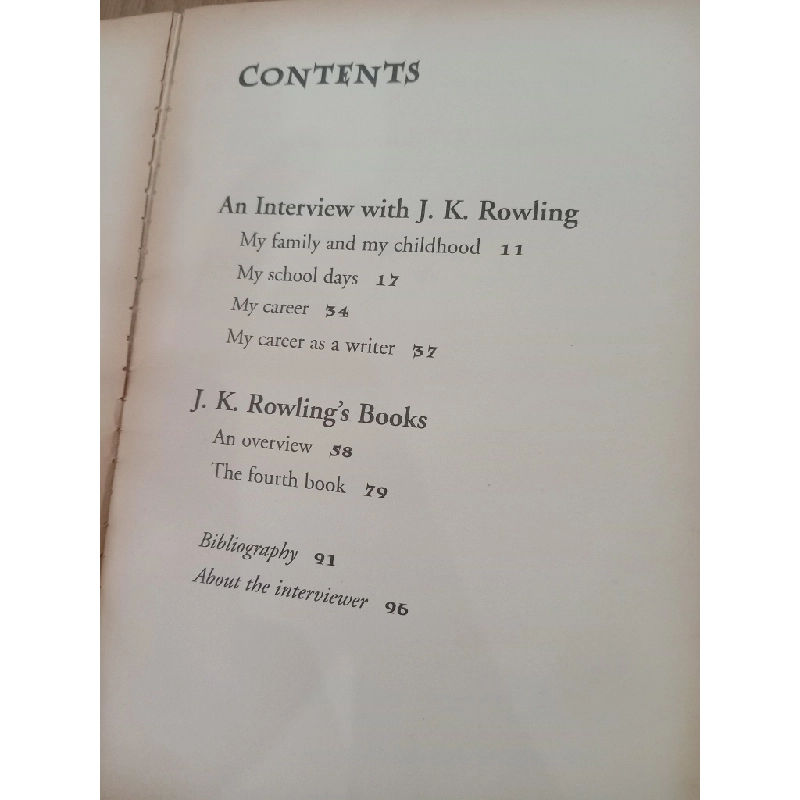 CONTENTS
An Interview with J. K. Rowling
My family and my childhood 11
My school days 17
My career 34
My career as a writer 37
J. K. Rowling's Books
An overview 58
The fourth book 79
Bibliography 91
About the interviewer 96